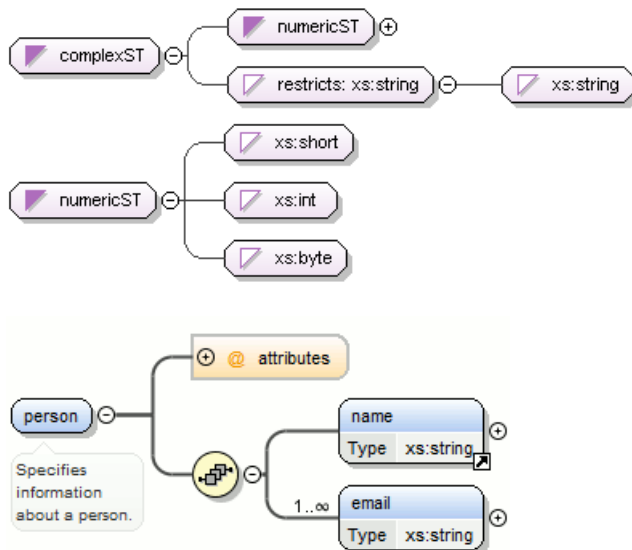 numericST
complexST
restricts: xs:string
xs:string
xs:short
numericST
xs:int
xs:byte
@ attributes
person
name
Type xs:string
Specifies
information
about a person.
1..∞
email
Type xs:string